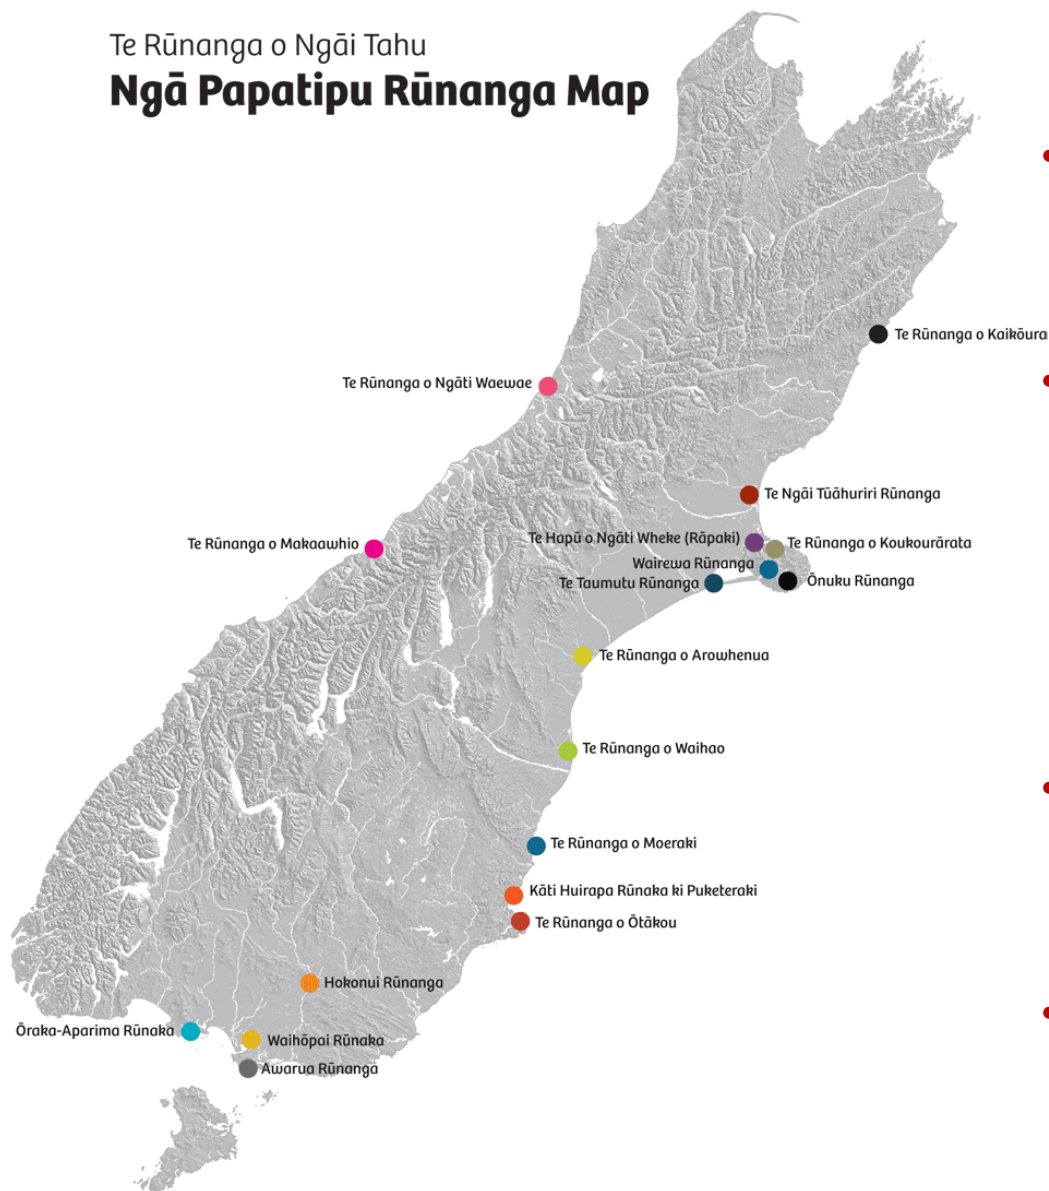 Te Rūnanga o Ngāi Tahu
Ngā Papatipu Rūnanga Map
Te Rūnanga o Kaikōura
Te Rūnanga o Ngāti Waewae
Te Ngāi Tūāhuriri Rūnanga
Te Hapū o Ngāti Wheke (Rāpaki)
Te Rūnanga o Koukourārata
Te Rūnanga o Makaawhio
Wairewa Rūnanga
Te Taumutu Rūnanga
Ōnuku Rūnanga
Te Rūnanga o Arowhenua
Te Rūnanga o Waihao
Te Rūnanga o Moeraki
Kāti Huirapa Rūnaka ki Puketeraki
Te Rūnanga o Ōtākou
Hokonui Rūnanga
Ōraka-Aparima Rūnaka
Waihōpai Rūnaka
Awarua Rūnanga